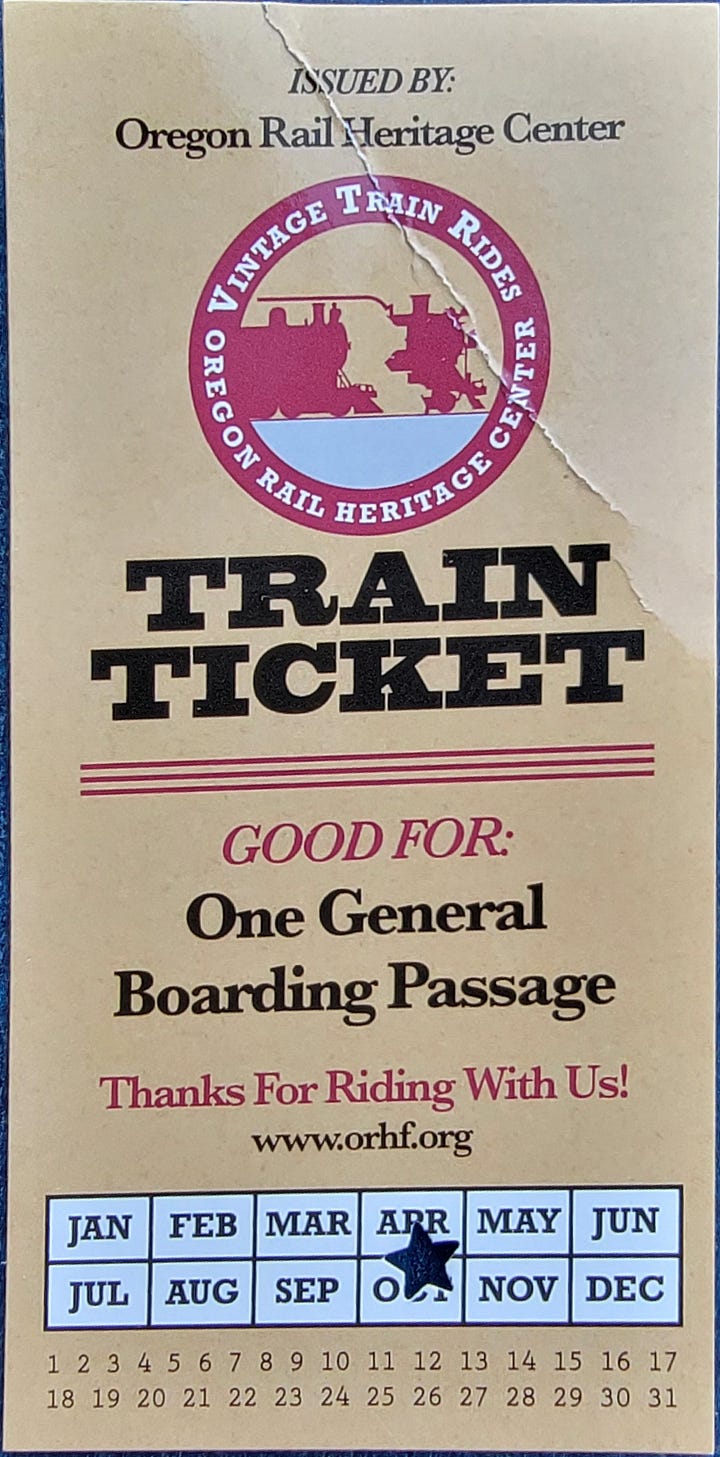 ISSUED BY:
Oregon Rail Heritage Center
VINTAGE TRAIN RIDES
OREGON RAIL HERITAGE CENTER
TRAIN
TICKET
GOOD FOR:
One General
Boarding Passage
Thanks For Riding With Us!
www.orhf.org
JAN FEB MAR APR MAY JUN
JUL AUG SEP OCT NOV DEC
1 2 3 4 5 6 7 8 9 10 11 12 13 14 15 16 17
18 19 20 21 22 23 24 25 26 27 28 29 30 31